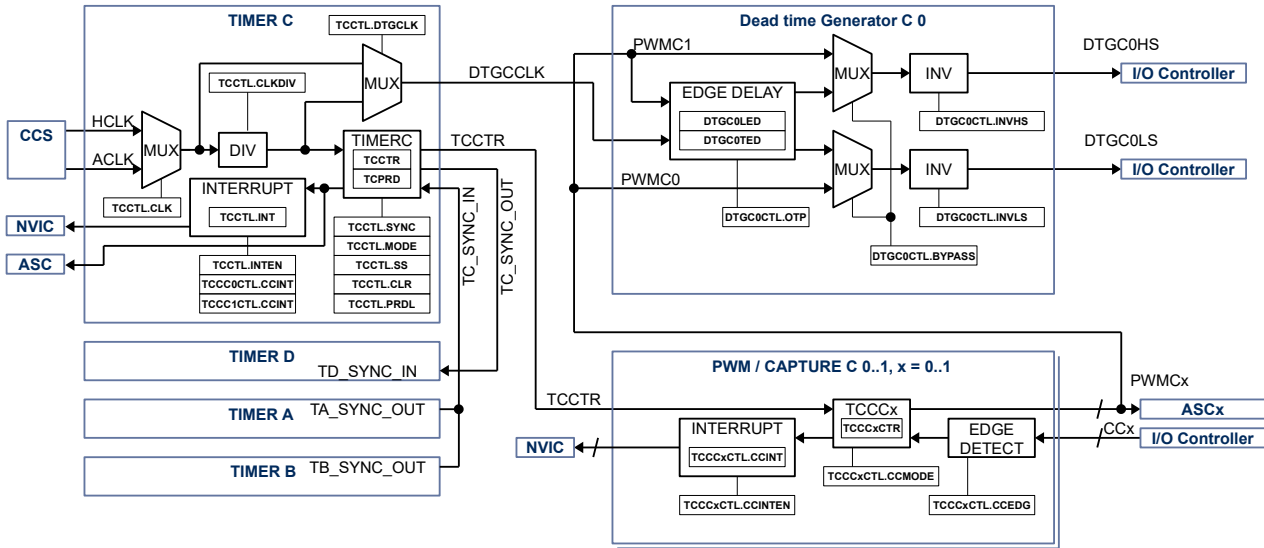 TIMER C
TCCTL.DTGCLK
MUX
TCCTL.CLKDIV
DTGCCLK
CCS
HCLK
ACLK
MUX
DIV
TIMERC
TCCTR
TCPRD
TCCTR
TCCTL.CLK
INTERRUPT
TCCTL.INT
NVIC
ASC
TCCTL.INTEN
TCCC0CTL.CCINT
TCCC1CTL.CCINT
TCCTL.SYNC
TCCTL.MODE
TCCTL.SS
TCCTL.CLR
TCCTL.PRDL
TC_SYNC_IN
TC_SYNC_OUT
TIMER D
TD_SYNC_IN
TIMER A
TA_SYNC_OUT
TIMER B
TB_SYNC_OUT
Dead time Generator C 0
PWMC1
MUX
INV
DTGC0HS
I/O Controller
EDGE DELAY
DTGC0LED
DTGC0TED
DTGC0CTL.INVHS
PWMC0
MUX
INV
DTGC0LS
I/O Controller
DTGC0CTL.OTP
DTGC0CTL.INVLS
DTGC0CTL.BYPASS
PWM / CAPTURE C 0..1, x = 0..1
TCCTR
TCCCx
TCCCxCTR
PWMCx
ASCx
NVIC
INTERRUPT
TCCCxCTL.CCINT
EDGE
DETECT
CCx
I/O Controller
TCCCxCTL.CCMODE
TCCCxCTL.CCINTEN
TCCCxCTL.CCEDG